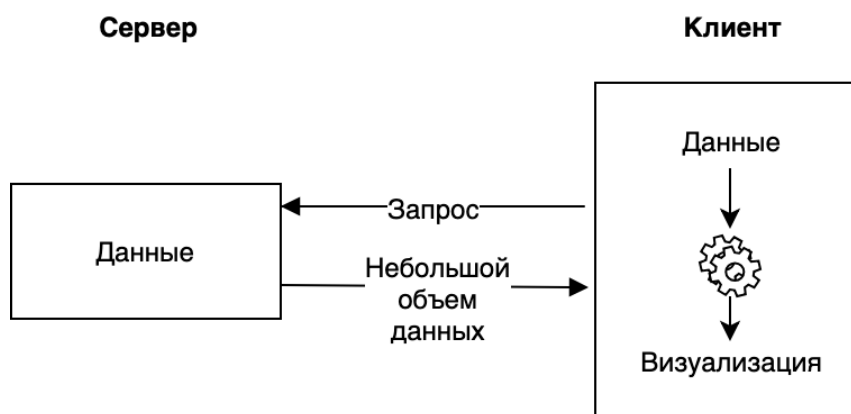 Сервер
Клиент
Данные
Запрос
Данные
Небольшой
объем
данных
Визуализация